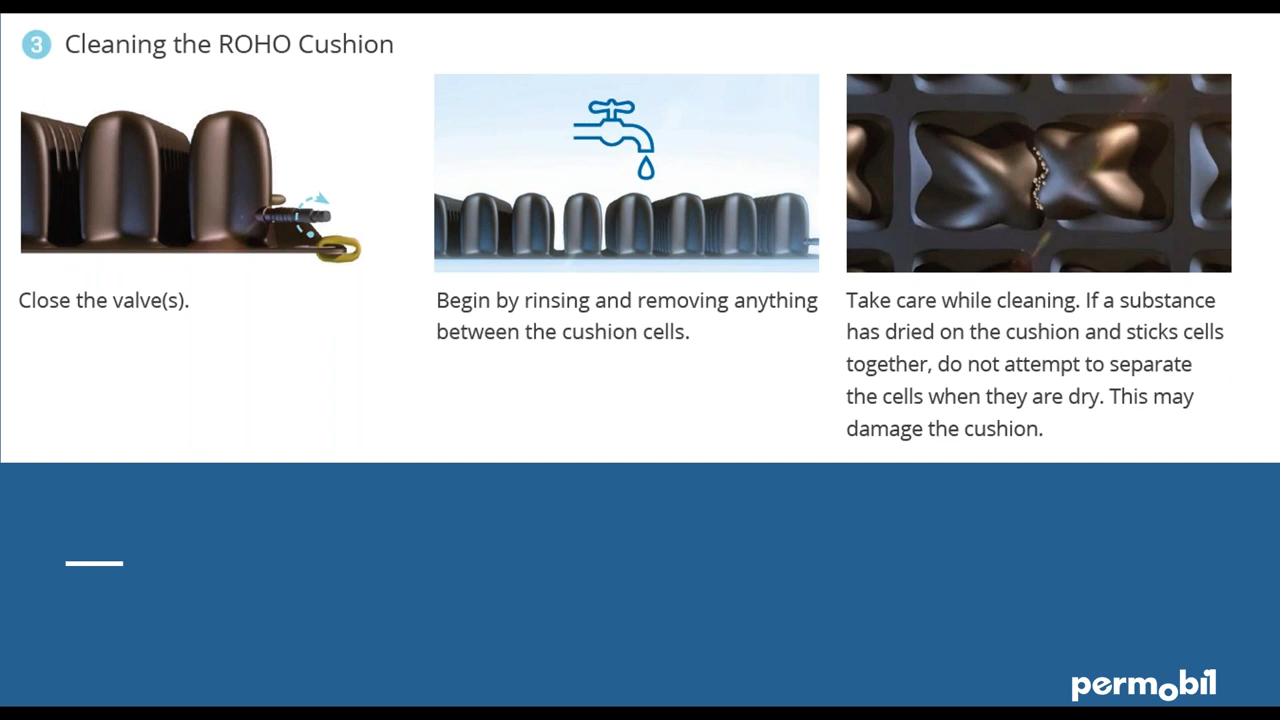 3 Cleaning the ROHO Cushion
Close the valve(s).
Begin by rinsing and removing anything
between the cushion cells.
Take care while cleaning. If a substance
has dried on the cushion and sticks cells
together, do not attempt to separate
the cells when they are dry. This may
damage the cushion.
permobil